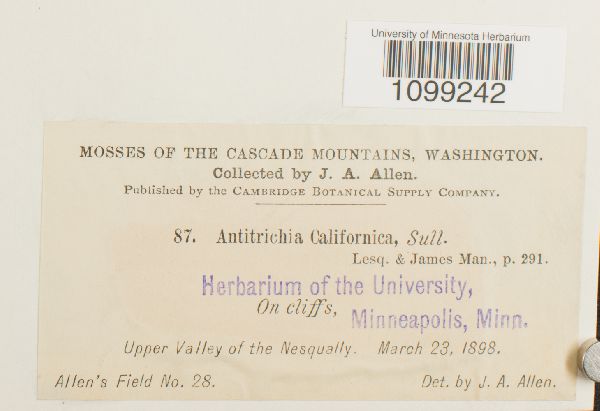 University of Minnesota Herbarium
1099242
MOSSES OF THE CASCADE MOUNTAINS, WASHINGTON.
Collected by J. A. Allen.
Published by the CAMBRIDGE BOTANICAL SUPPLY COMPANY.
87. Antitrichia Californica, Sull.
Lesq. & James Man., p. 291.
Herbarium of the University,
On cliffs,
Minneapolis, Minn.
Upper Valley of the Nesqually. March 23, 1898.
Allen's Field No. 28. Det. by J. A. Allen.